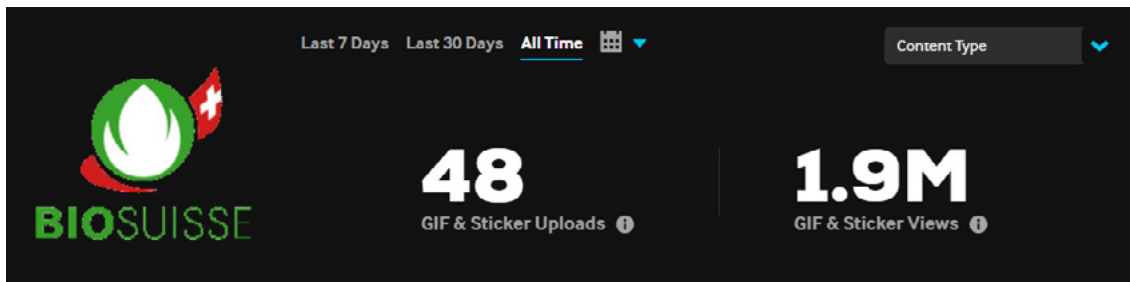 Last 7 Days Last 30 Days All Time
Content Type
BIOSUISSE
48
GIF & Sticker Uploads
1.9M
GIF & Sticker Views